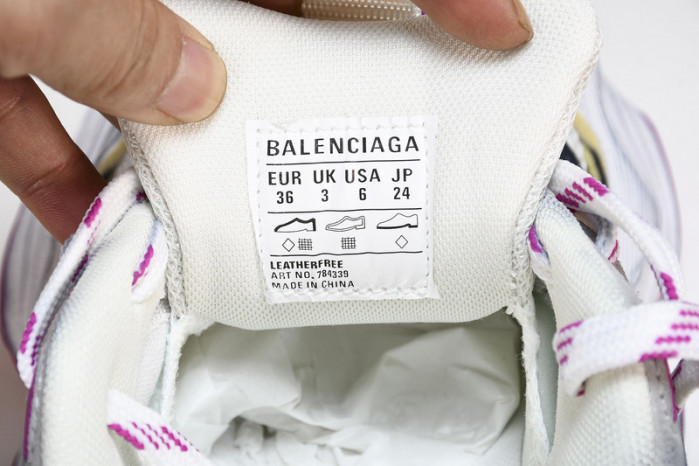 BALENCIAGA
EUR UK USA JP
36 3 6 24
LEATHERFREE
ART NO. 784339
MADE IN CHINA